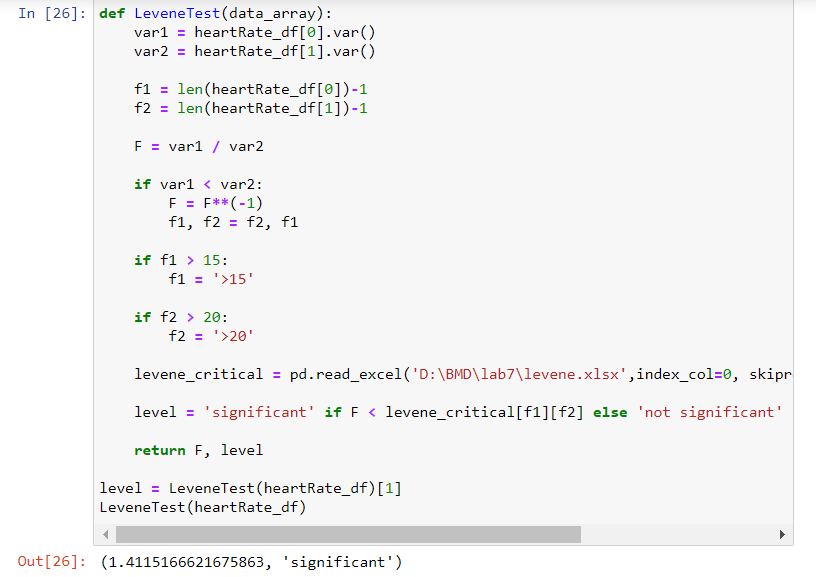 In [26]: def LeveneTest(data_array):
    var1 = heartRate_df[0].var()
    var2 = heartRate_df[1].var()

    f1 = len(heartRate_df[0])-1
    f2 = len(heartRate_df[1])-1

    F = var1 / var2

    if var1 < var2:
        F = F**(-1)
        f1, f2 = f2, f1

    if f1 > 15:
        f1 = '>15'

    if f2 > 20:
        f2 = '>20'

    levene_critical = pd.read_excel('D:\BMD\lab7\levene.xlsx',index_col=0, skipr

    level = 'significant' if F < levene_critical[f1][f2] else 'not significant'

    return F, level

level = LeveneTest(heartRate_df)[1]
LeveneTest(heartRate_df)
Out[26]: (1.4115166621675863, 'significant')